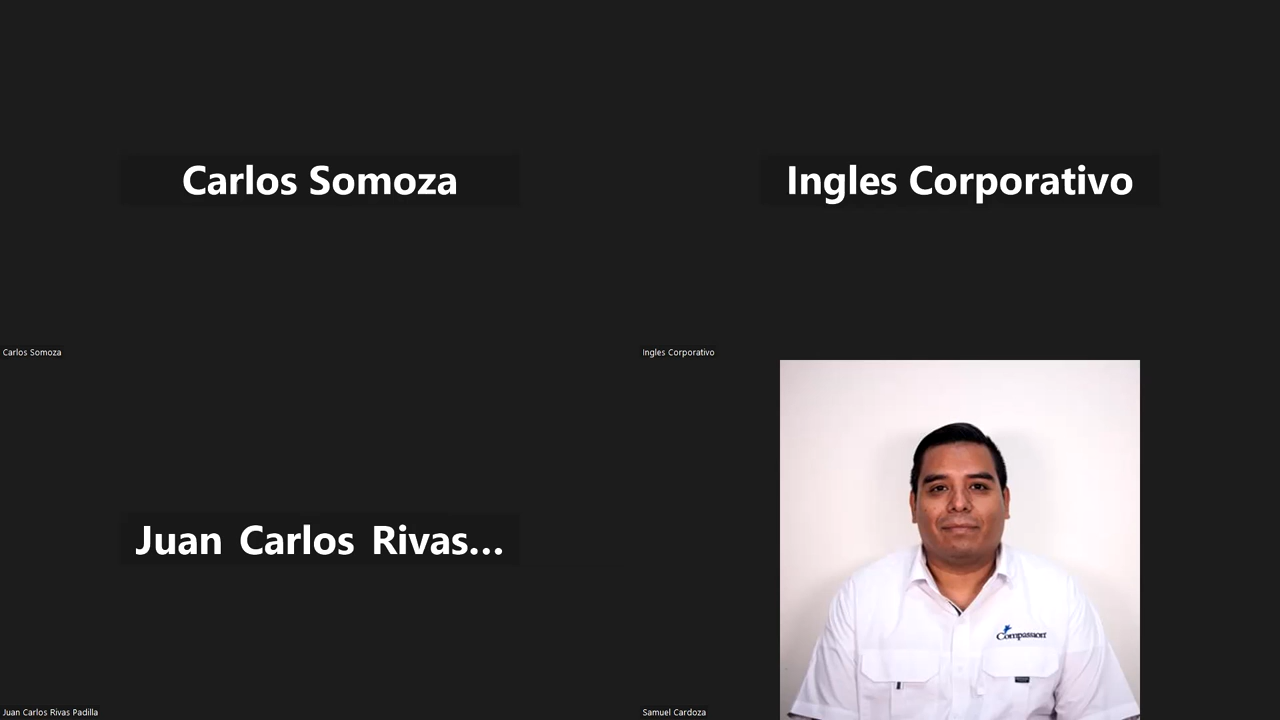 Carlos Somoza
Ingles Corporativo
Carlos Somoza
Ingles Corporativo
Juan Carlos Rivas...
Compassion
Juan Carlos Rivas Padilla
Samuel Cardoza